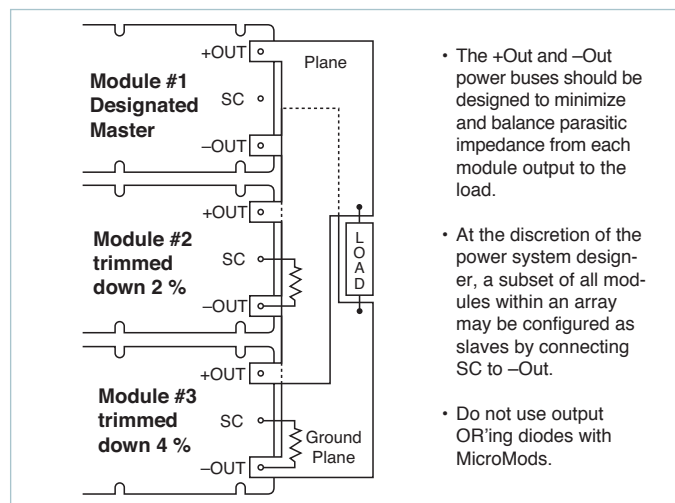 +OUT
Plane
Module #1
Designated
Master
SC
–OUT
+OUT
Module #2
trimmed
down 2 %
SC
–OUT
LOAD
+OUT
Module #3
trimmed
down 4 %
SC
Ground
Plane
–OUT
• The +Out and –Out
power buses should be
designed to minimize
and balance parasitic
impedance from each
module output to the
load.
• At the discretion of the
power system design-
er, a subset of all mod-
ules within an array
may be configured as
slaves by connecting
SC to –Out.
• Do not use output
OR’ing diodes with
MicroMods.